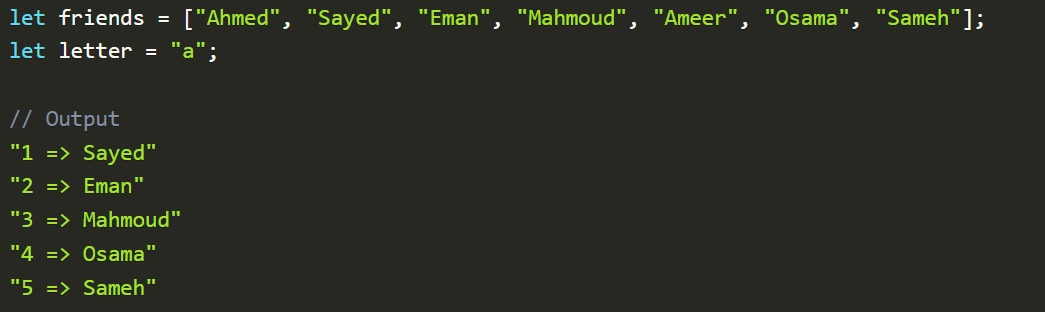 let friends = ["Ahmed", "Sayed", "Eman", "Mahmoud", "Ameer", "Osama", "Sameh"];
let letter = "a";
// Output
"1 => Sayed"
"2 => Eman"
"3 => Mahmoud"
"4 => Osama"
"5 => Sameh"